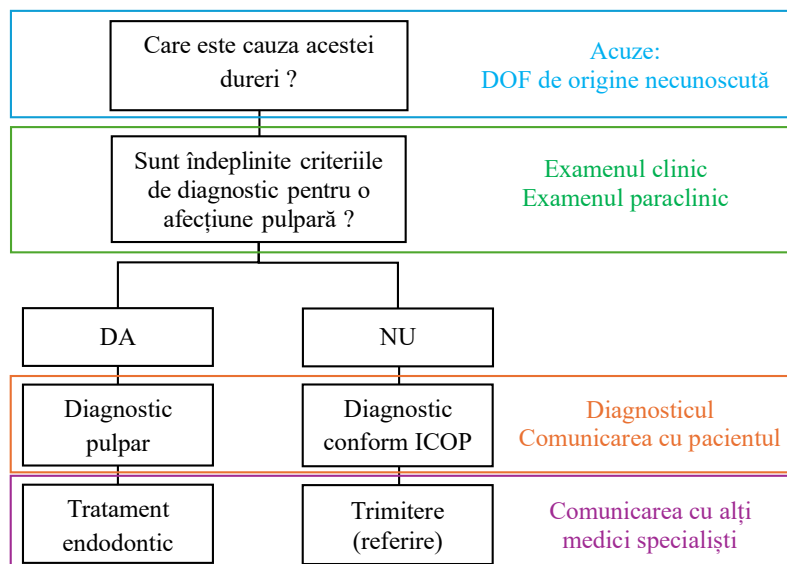 Care este cauza acestei
dureri ?
Acuze:
DOF de origine necunoscută
Sunt îndeplinite criteriile
de diagnostic pentru o
afecțiune pulpară ?
Examenul clinic
Examenul paraclinic
DA
NU
Diagnostic
pulpar
Diagnostic
conform ICOP
Diagnosticul
Comunicarea cu pacientul
Tratament
endodontic
Trimitere
(referire)
Comunicarea cu alți
medici specialiști